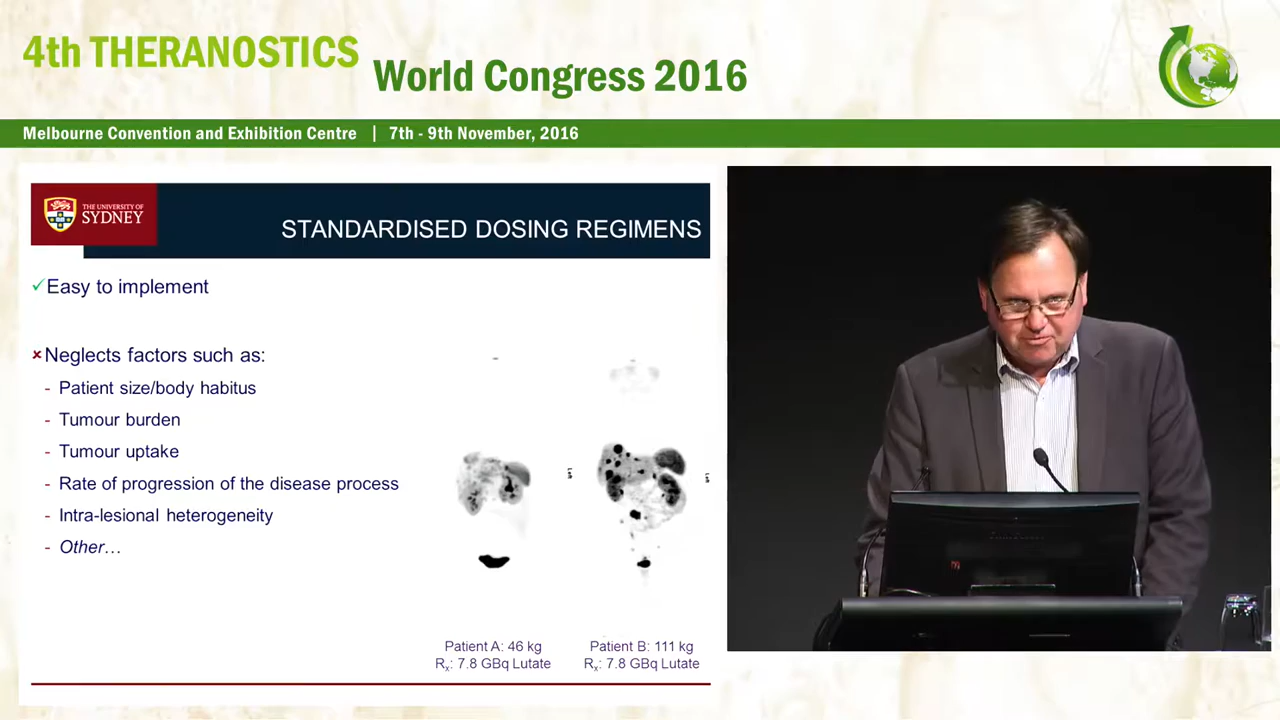 4th THERANOSTICS
World Congress 2016
Melbourne Convention and Exhibition Centre | 7th - 9th November, 2016
THE UNIVERSITY OF
SYDNEY
STANDARDISED DOSING REGIMENS
✓Easy to implement
×Neglects factors such as:
- Patient size/body habitus
- Tumour burden
- Tumour uptake
- Rate of progression of the disease process
- Intra-lesional heterogeneity
- Other…
Patient A: 46 kg
Rx: 7.8 GBq Lutate
Patient B: 111 kg
Rx: 7.8 GBq Lutate